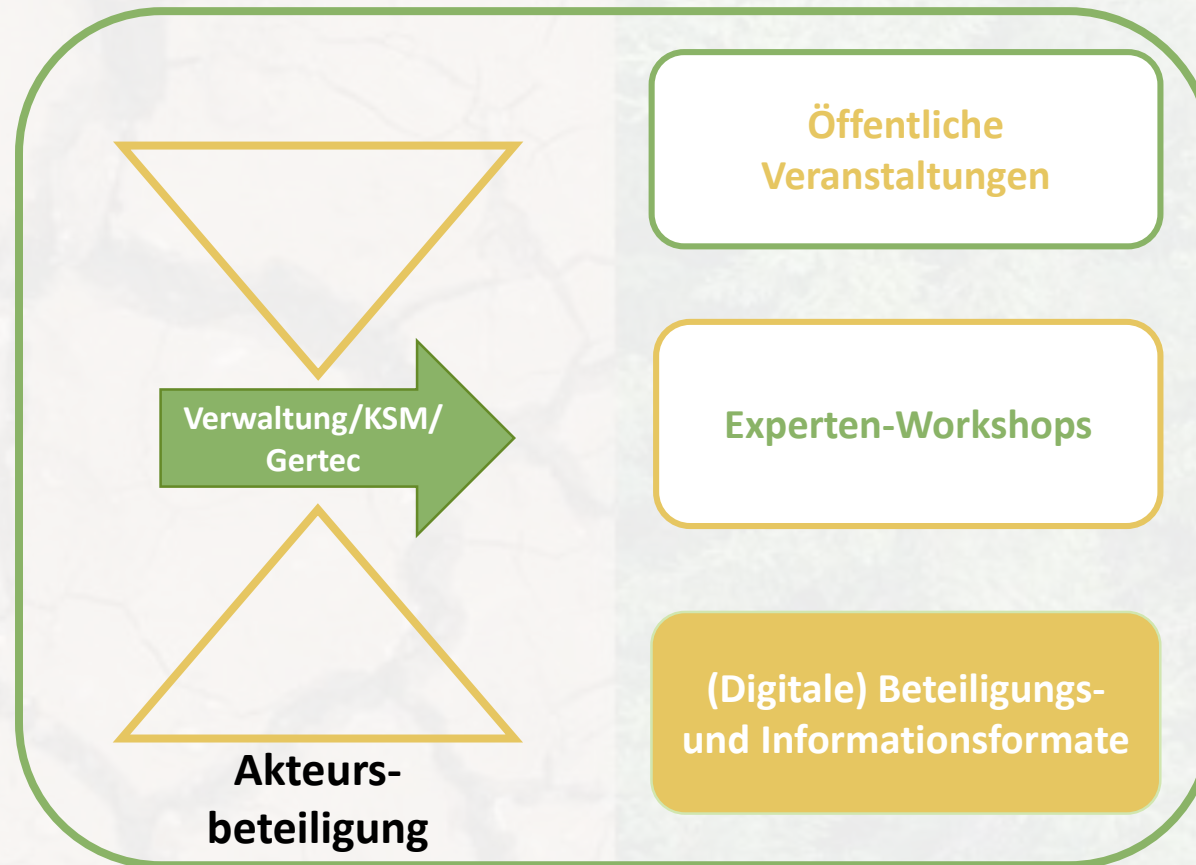 Öffentliche
Veranstaltungen
Verwaltung/KSM/
Gertec
Experten-Workshops
(Digitale) Beteiligungs-
und Informationsformate
Akteurs-
beteiligung